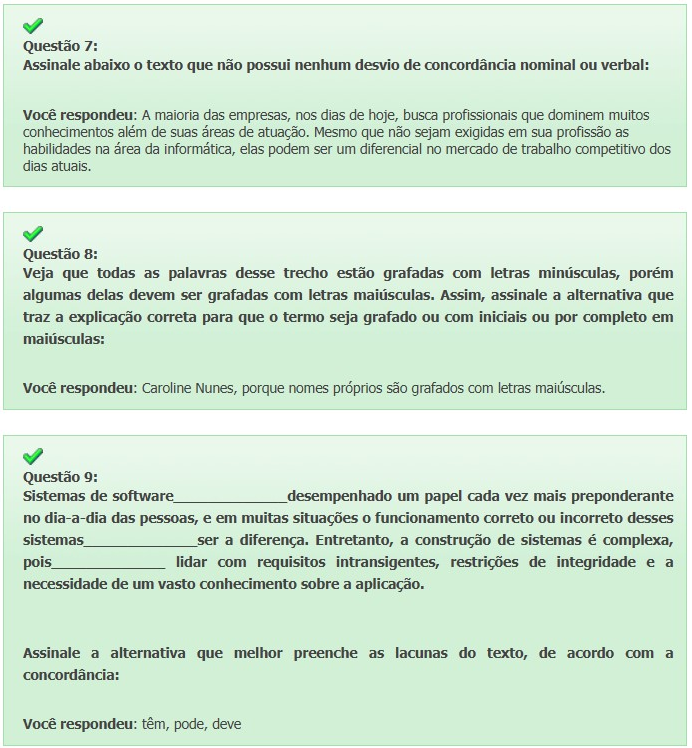 Questão 7:
Assinale abaixo o texto que não possui nenhum desvio de concordância nominal ou verbal:
Você respondeu: A maioria das empresas, nos dias de hoje, busca profissionais que dominem muitos
conhecimentos além de suas áreas de atuação. Mesmo que não sejam exigidas em sua profissão as
habilidades na área da informática, elas podem ser um diferencial no mercado de trabalho competitivo dos
dias atuais.
Questão 8:
Veja que todas as palavras desse trecho estão grafadas com letras minúsculas, porém
algumas delas devem ser grafadas com letras maiúsculas. Assim, assinale a alternativa que
traz a explicação correta para que o termo seja grafado ou com iniciais ou por completo em
maiúsculas:
Você respondeu: Caroline Nunes, porque nomes próprios são grafados com letras maiúsculas.
Questão 9:
Sistemas de software______________desempenhado um papel cada vez mais preponderante
no dia-a-dia das pessoas, e em muitas situações o funcionamento correto ou incorreto desses
sistemas______________ser a diferença. Entretanto, a construção de sistemas é complexa,
pois______________ lidar com requisitos intransigentes, restrições de integridade e a
necessidade de um vasto conhecimento sobre a aplicação.
Assinale a alternativa que melhor preenche as lacunas do texto, de acordo com a
concordância:
Você respondeu: têm, pode, deve